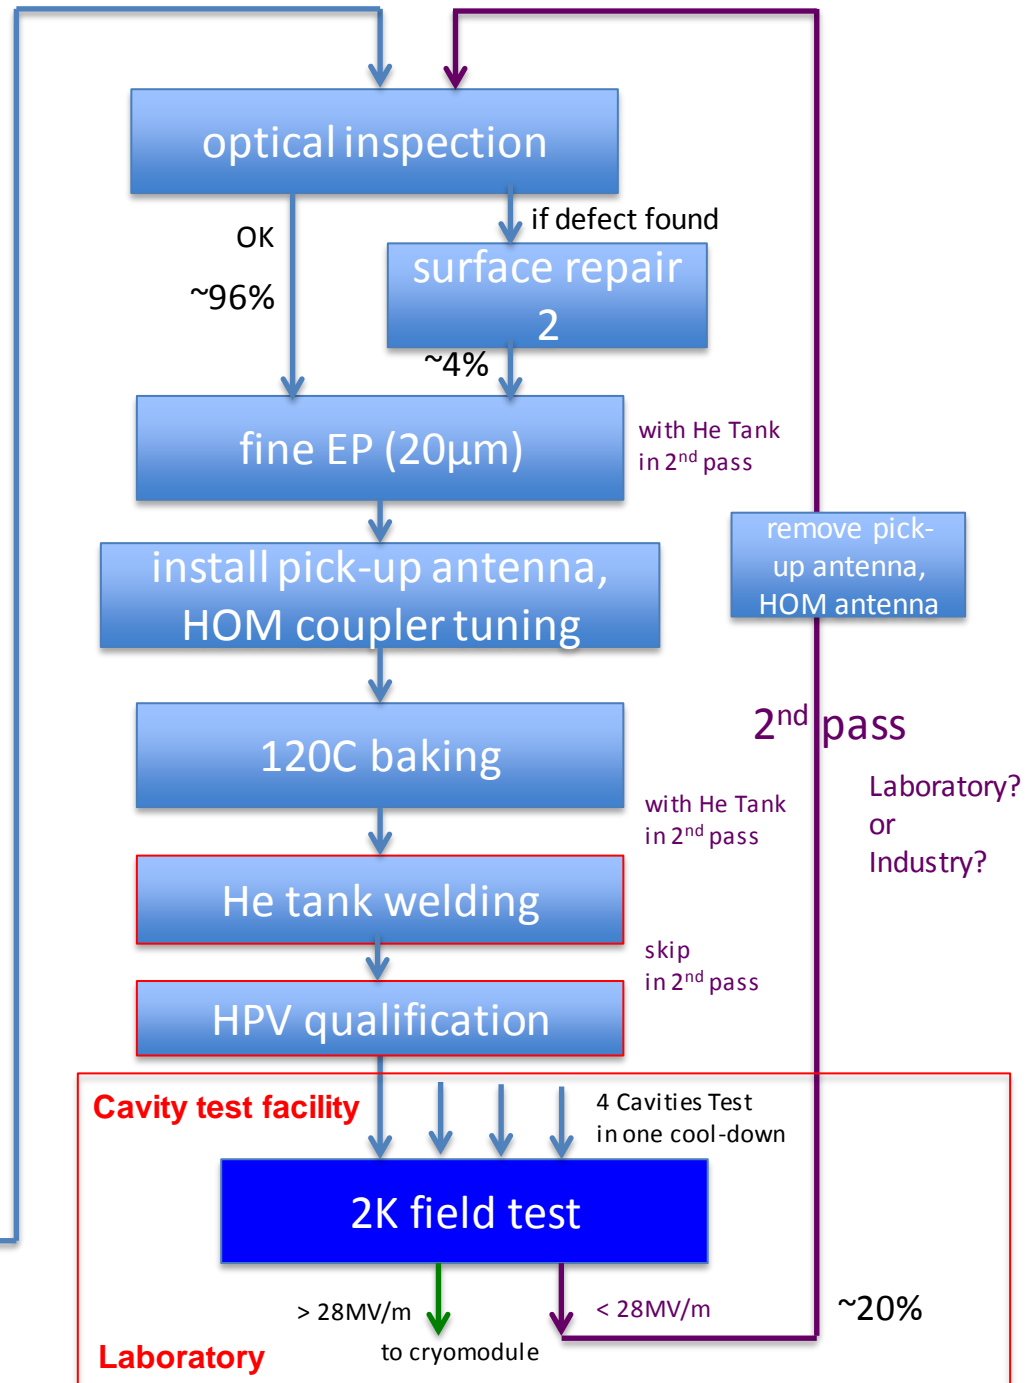 optical inspection
OK
~96%
if defect found
surface repair
2
~4%
fine EP (20µm)
with He Tank
in 2nd pass
install pick-up antenna,
HOM coupler tuning
remove pick-
up antenna,
HOM antenna
2nd pass
120C baking
Laboratory?
or
Industry?
with He Tank
in 2nd pass
He tank welding
skip
in 2nd pass
HPV qualification
Cavity test facility
4 Cavities Test
in one cool-down
2K field test
> 28MV/m
< 28MV/m
~20%
to cryomodule
Laboratory